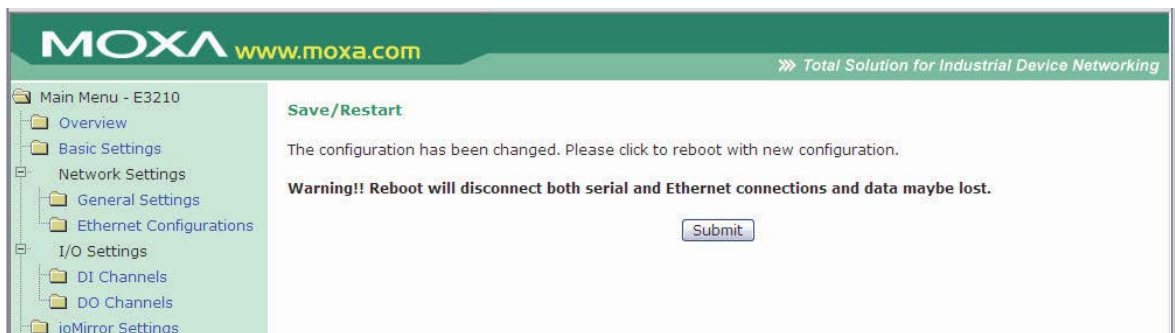 MOXA www.moxa.com
Total Solution for Industrial Device Networking
Main Menu - E3210
Overview
Basic Settings
Network Settings
General Settings
Ethernet Configurations
I/O Settings
DI Channels
DO Channels
ioMirror Settings
Save/Restart
The configuration has been changed. Please click to reboot with new configuration.
Warning!! Reboot will disconnect both serial and Ethernet connections and data maybe lost.
Submit